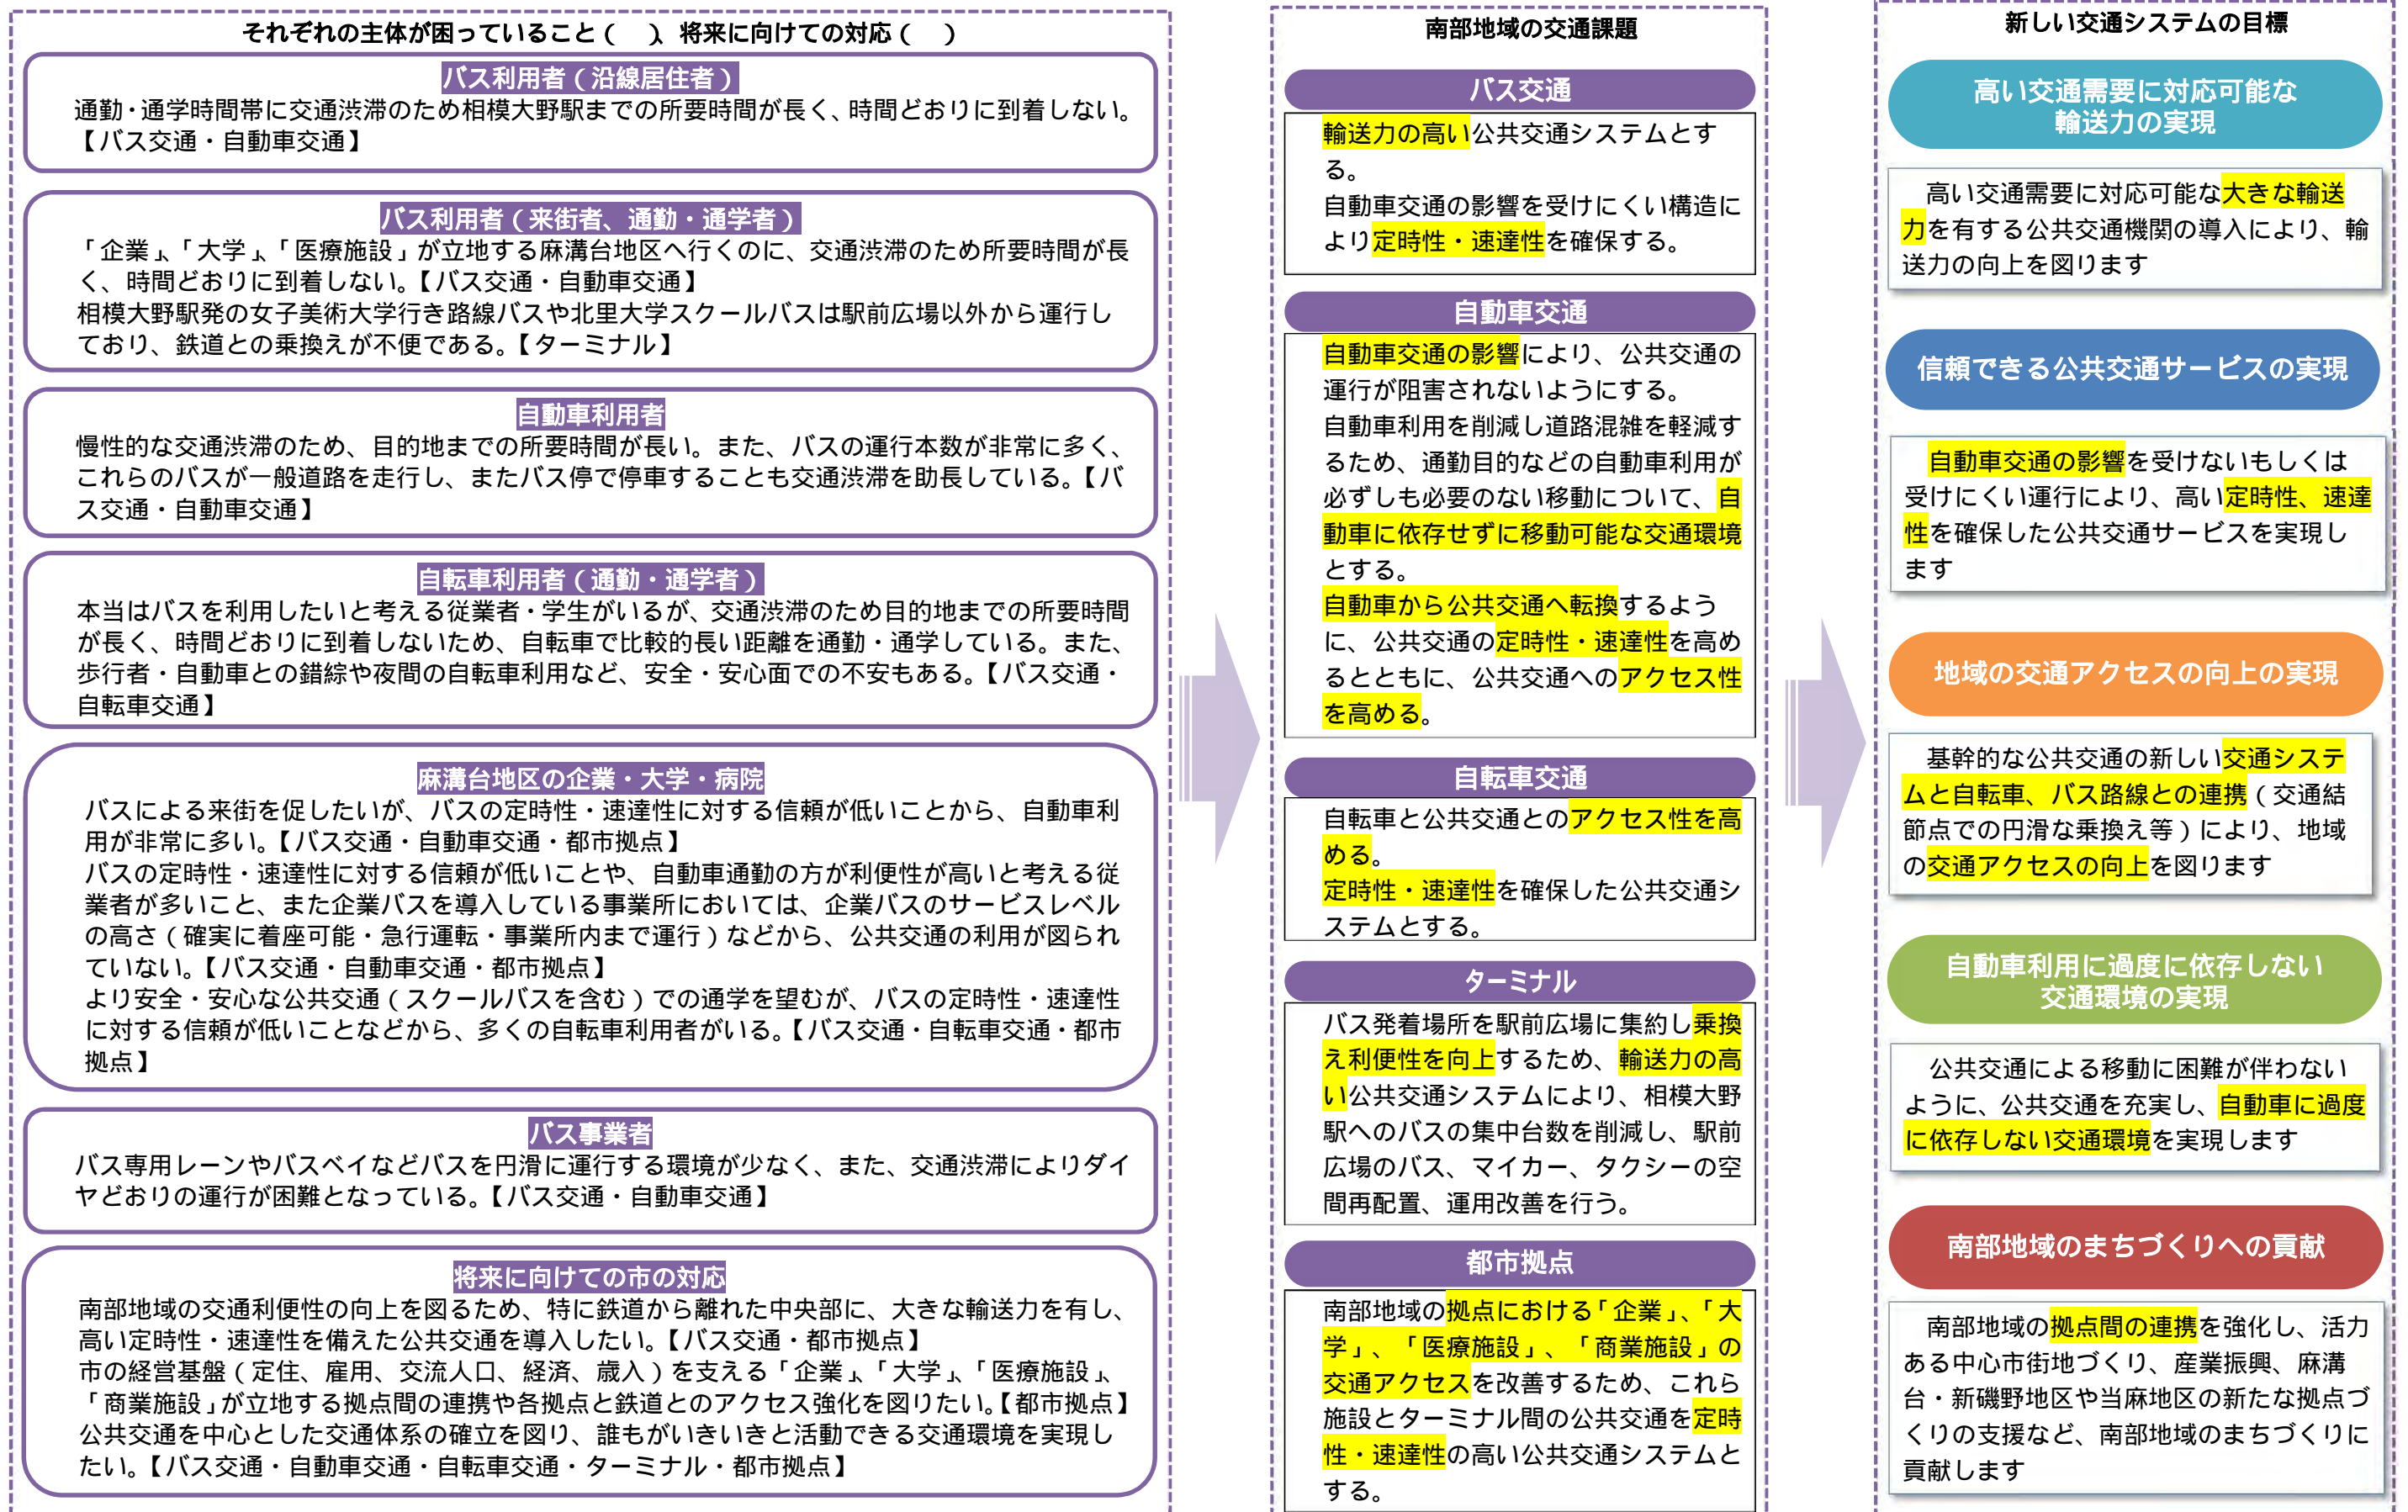 それぞれの主体が困っていること（　）、将来に向けての対応（　）
バス利用者（沿線居住者）
通勤・通学時間帯に交通渋滞のため相模大野駅までの所要時間が長く、時間どおりに到着しない。
【バス交通・自動車交通】
バス利用者（来街者、通勤・通学者）
「企業」、「大学」、「医療施設」が立地する麻溝台地区へ行くのに、交通渋滞のため所要時間が長
く、時間どおりに到着しない。【バス交通・自動車交通】
相模大野駅発の女子美術大学行き路線バスや北里大学スクールバスは駅前広場以外から運行し
ており、鉄道との乗換えが不便である。【ターミナル】
自動車利用者
慢性的な交通渋滞のため、目的地までの所要時間が長い。また、バスの運行本数が非常に多く、
これらのバスが一般道路を走行し、またバス停で停車することも交通渋滞を助長している。【バ
ス交通・自動車交通】
自転車利用者（通勤・通学者）
本当はバスを利用したいと考える従業者・学生がいるが、交通渋滞のため目的地までの所要時間
が長く、時間どおりに到着しないため、自転車で比較的長い距離を通勤・通学している。また、
歩行者・自動車との錯綜や夜間の自転車利用など、安全・安心面での不安もある。【バス交通・
自転車交通】
麻溝台地区の企業・大学・病院
バスによる来街を促したいが、バスの定時性・速達性に対する信頼が低いことから、自動車利
用が非常に多い。【バス交通・自動車交通・都市拠点】
バスの定時性・速達性に対する信頼が低いことや、自動車通勤の方が利便性が高いと考える従
業者が多いこと、また企業バスを導入している事業所においては、企業バスのサービスレベル
の高さ（確実に着座可能・急行運転・事業所内まで運行）などから、公共交通の利用が図られ
ていない。【バス交通・自動車交通・都市拠点】
より安全・安心な公共交通（スクールバスを含む）での通学を望むが、バスの定時性・速達性
に対する信頼が低いことなどから、多くの自転車利用者がいる。【バス交通・自転車交通・都市
拠点】
バス事業者
バス専用レーンやバスベイなどバスを円滑に運行する環境が少なく、また、交通渋滞によりダイ
ヤどおりの運行が困難となっている。【バス交通・自動車交通】
将来に向けての市の対応
南部地域の交通利便性の向上を図るため、特に鉄道から離れた中央部に、大きな輸送力を有し、
高い定時性・速達性を備えた公共交通を導入したい。【バス交通・都市拠点】
市の経営基盤（定住、雇用、交流人口、経済、歳入）を支える「企業」、「大学」、「医療施設」、
「商業施設」が立地する拠点間の連携や各拠点と鉄道とのアクセス強化を図りたい。【都市拠点】
公共交通を中心とした交通体系の確立を図り、誰もがいきいきと活動できる交通環境を実現し
たい。【バス交通・自動車交通・自転車交通・ターミナル・都市拠点】
南部地域の交通課題
バス交通
輸送力の高い公共交通システムとす
る。
自動車交通の影響を受けにくい構造に
より定時性・速達性を確保する。
自動車交通
自動車交通の影響により、公共交通の
運行が阻害されないようにする。
自動車利用を削減し道路混雑を軽減す
るため、通勤目的などの自動車利用が
必ずしも必要のない移動について、自
動車に依存せずに移動可能な交通環境
とする。
自動車から公共交通へ転換するよう
に、公共交通の定時性・速達性を高め
るとともに、公共交通へのアクセス性
を高める。
自転車交通
自転車と公共交通とのアクセス性を高
める。
定時性・速達性を確保した公共交通シ
ステムとする。
ターミナル
バス発着場所を駅前広場に集約し乗換
え利便性を向上するため、輸送力の高
い公共交通システムにより、相模大野
駅へのバスの集中台数を削減し、駅前
広場のバス、マイカー、タクシーの空
間再配置、運用改善を行う。
都市拠点
南部地域の拠点における「企業」、「大
学」、「医療施設」、「商業施設」の
交通アクセスを改善するため、これら
施設とターミナル間の公共交通を定時
性・速達性の高い公共交通システムと
する。
新しい交通システムの目標
高い交通需要に対応可能な
輸送力の実現
高い交通需要に対応可能な大きな輸送
力を有する公共交通機関の導入により、輸
送力の向上を図ります
信頼できる公共交通サービスの実現
自動車交通の影響を受けないもしくは
受けにくい運行により、高い定時性、速達
性を確保した公共交通サービスを実現し
ます
地域の交通アクセスの向上の実現
基幹的な公共交通の新しい交通システ
ムと自転車、バス路線との連携（交通結
節点での円滑な乗換え等）により、地域
の交通アクセスの向上を図ります
自動車利用に過度に依存しない
交通環境の実現
公共交通による移動に困難が伴わない
ように、公共交通を充実し、自動車に過度
に依存しない交通環境を実現します
南部地域のまちづくりへの貢献
南部地域の拠点間の連携を強化し、活力
ある中心市街地づくり、産業振興、麻溝
台・新磯野地区や当麻地区の新たな拠点づ
くりの支援など、南部地域のまちづくりに
貢献します